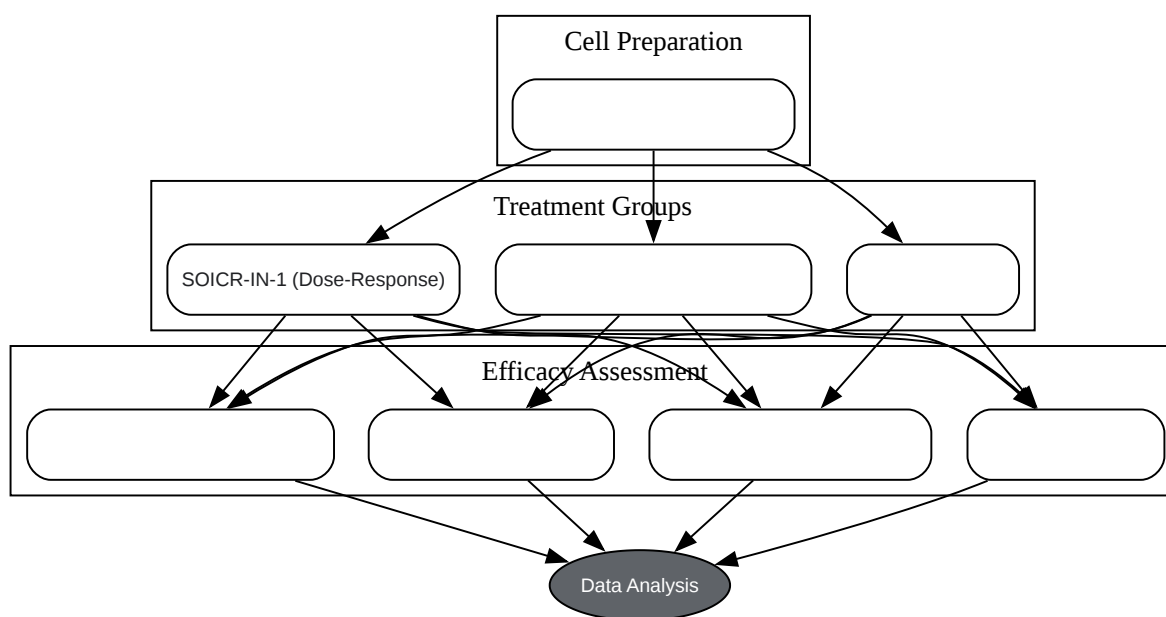 Cell Preparation
Treatment Groups
SOICR-IN-1 (Dose-Response)
Efficacy Assessment
Data Analysis